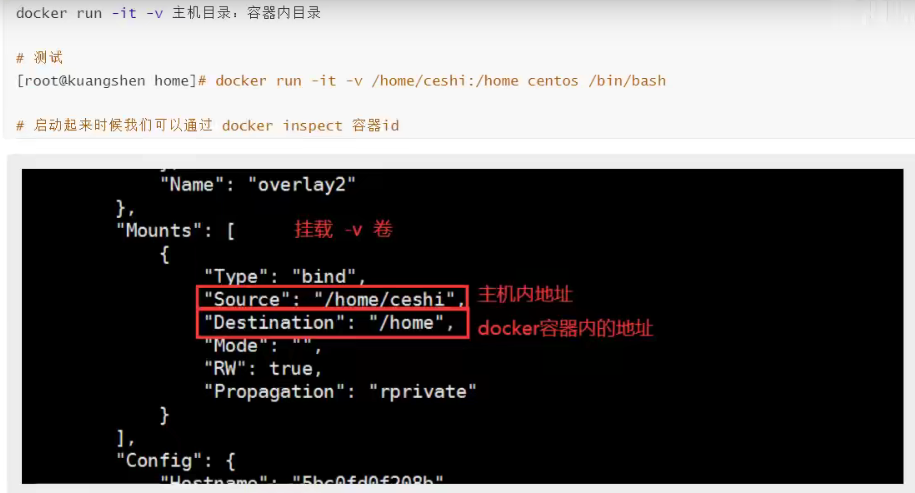 docker run -it -v 主机目录：容器内目录
# 测试
[root@kuangshen home]# docker run -it -v /home/ceshi:/home centos /bin/bash
# 启动起来时候我们可以通过 docker inspect 容器id
"Name": "overlay2"
},
"Mounts": [ 挂载 -v 卷
{
"Type": "bind",
"Source": "/home/ceshi", 主机内地址
"Destination": "/home", docker容器内的地址
"Mode": "",
"RW": true,
"Propagation": "rprivate"
}
],
"Config": {
"Hostname": "5bc0fd0f208b",